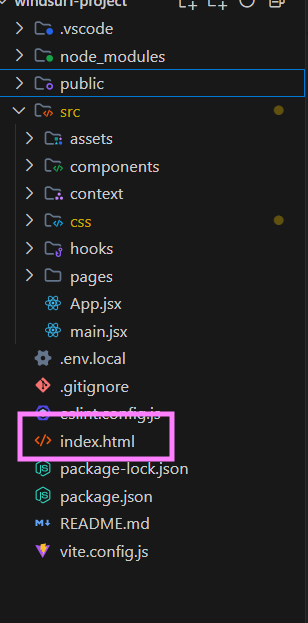 windsurf-project
.vscode
node_modules
public
src
assets
components
context
css
hooks
pages
App.jsx
main.jsx
.env.local
.gitignore
eslint.config.js
index.html
package-lock.json
package.json
README.md
vite.config.js